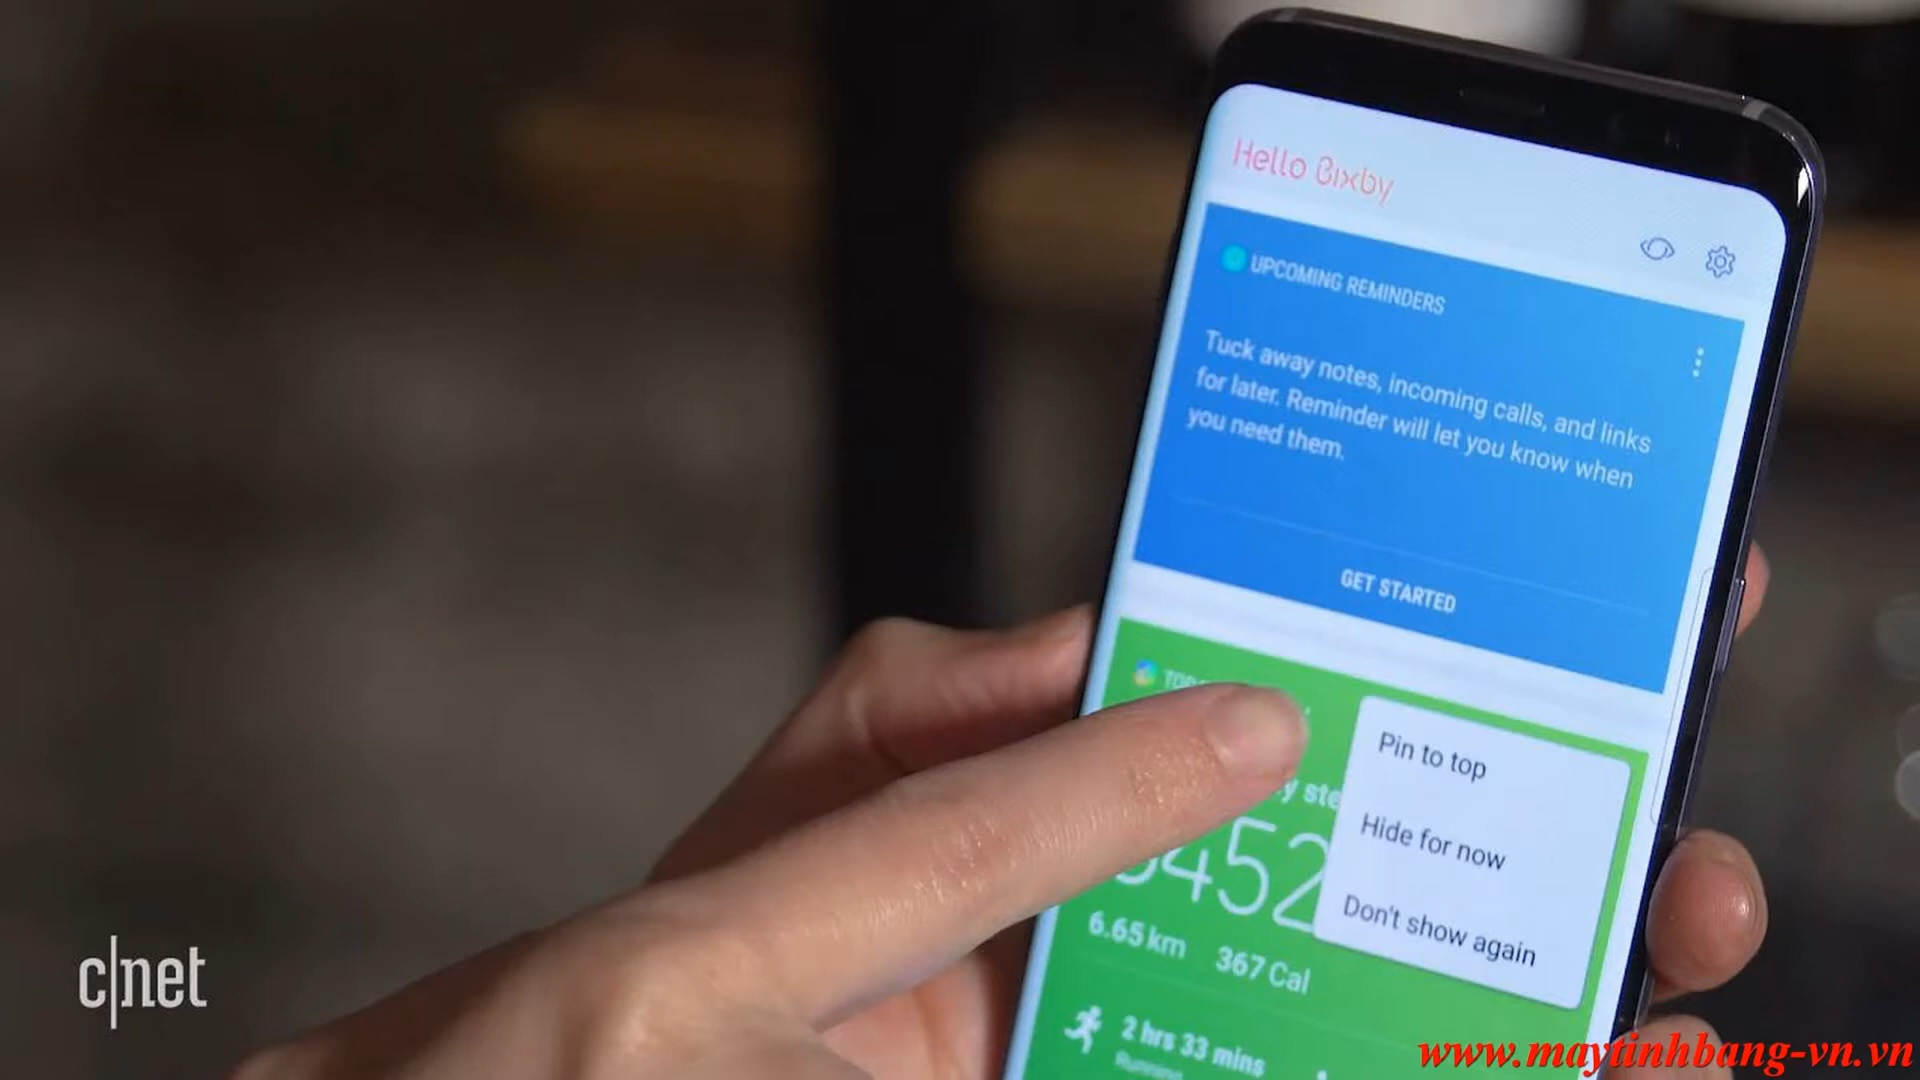 Hello Bixby
UPCOMING REMINDERS
Tuck away notes, incoming calls, and links
for later. Reminder will let you know when
you need them.
GET STARTED
Pin to top
Hide for now
Don't show again
6.65 km 367 Cal
2 hrs 33 mins
Running
c|net
www.maytinhbang-vn.vn